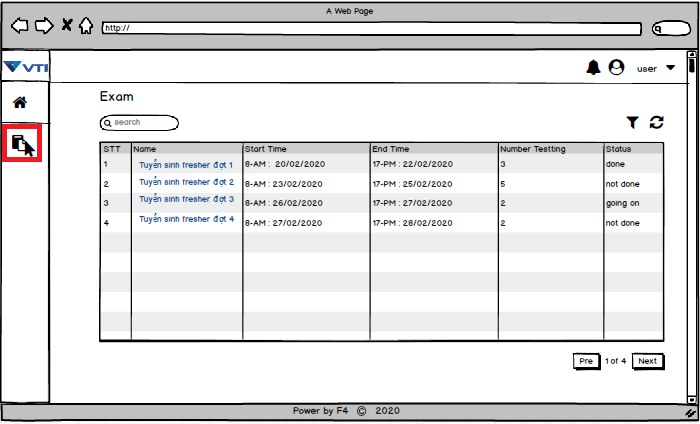 A Web Page
http://
VTI
user
Exam
search
STT Name Start Time End Time Number Testting Status
1 Tuyển sinh fresher đợt 1 8-AM : 20/02/2020 17-PM : 22/02/2020 3 done
2 Tuyển sinh fresher đợt 2 8-AM : 23/02/2020 17-PM : 25/02/2020 5 not done
3 Tuyển sinh fresher đợt 3 8-AM : 26/02/2020 17-PM : 27/02/2020 2 going on
4 Tuyển sinh fresher đợt 4 8-AM : 27/02/2020 17-PM : 28/02/2020 2 not done
Pre 1 of 4 Next
Power by F4 © 2020